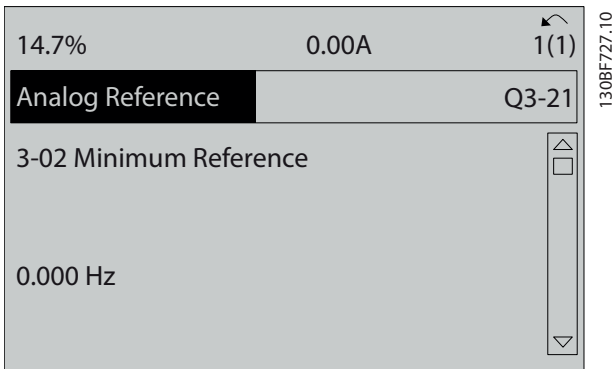 14.7% 0.00A 1(1)
Analog Reference Q3-21
3-02 Minimum Reference
0.000 Hz
130BF727.10